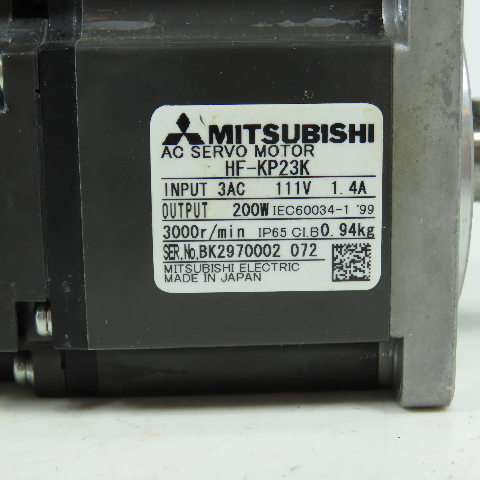 MITSUBISHI
AC SERVO MOTOR
HF-KP23K
INPUT 3AC 111V 1.4A
OUTPUT 200W IEC60034-1 '99
3000r/min IP65 Cl.B 0.94kg
SER.No.BK2970002 072
MITSUBISHI ELECTRIC
MADE IN JAPAN